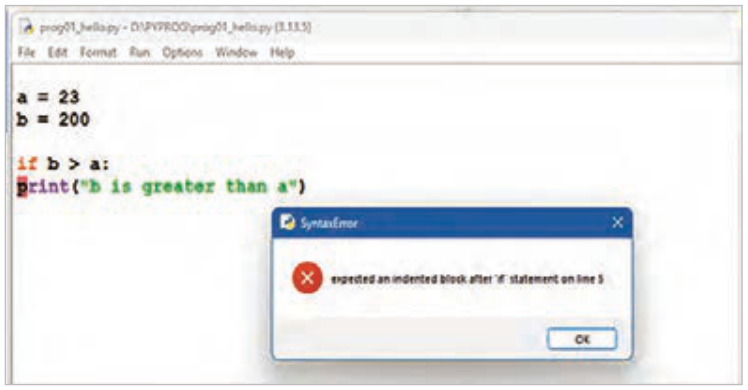 prog01_hello.py - D:\PYPROG\prog01_hello.py (3.13.5)
File Edit Format Run Options Window Help
a = 23
b = 200
if b > a:
print("b is greater than a")
SyntaxError
expected an indented block after 'if' statement on line 5
OK